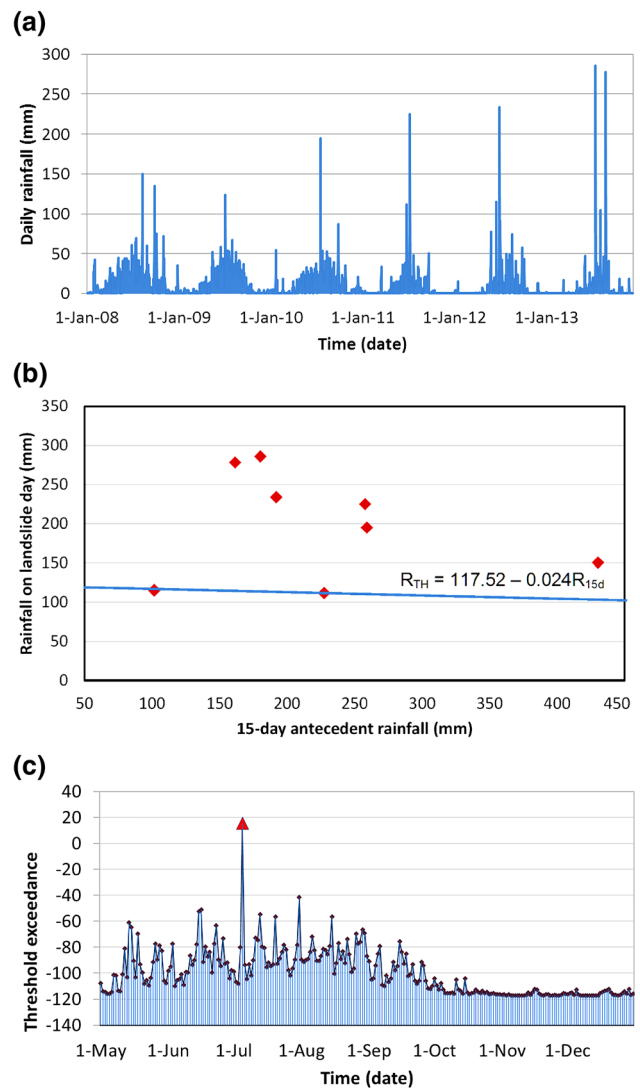 (a)
300
250
200
150
100
50
0
Daily rainfall (mm)
1-Jan-08 1-Jan-09 1-Jan-10 1-Jan-11 1-Jan-12 1-Jan-13
Time (date)
(b)
350
300
250
200
150
100
50
0
Rainfall on landslide day (mm)
R_TH = 117.52 – 0.024R_15d
50 100 150 200 250 300 350 400 450
15-day antecedent rainfall (mm)
(c)
40
20
0
-20
-40
-60
-80
-100
-120
-140
Threshold exceedance
1-May 1-Jun 1-Jul 1-Aug 1-Sep 1-Oct 1-Nov 1-Dec
Time (date)